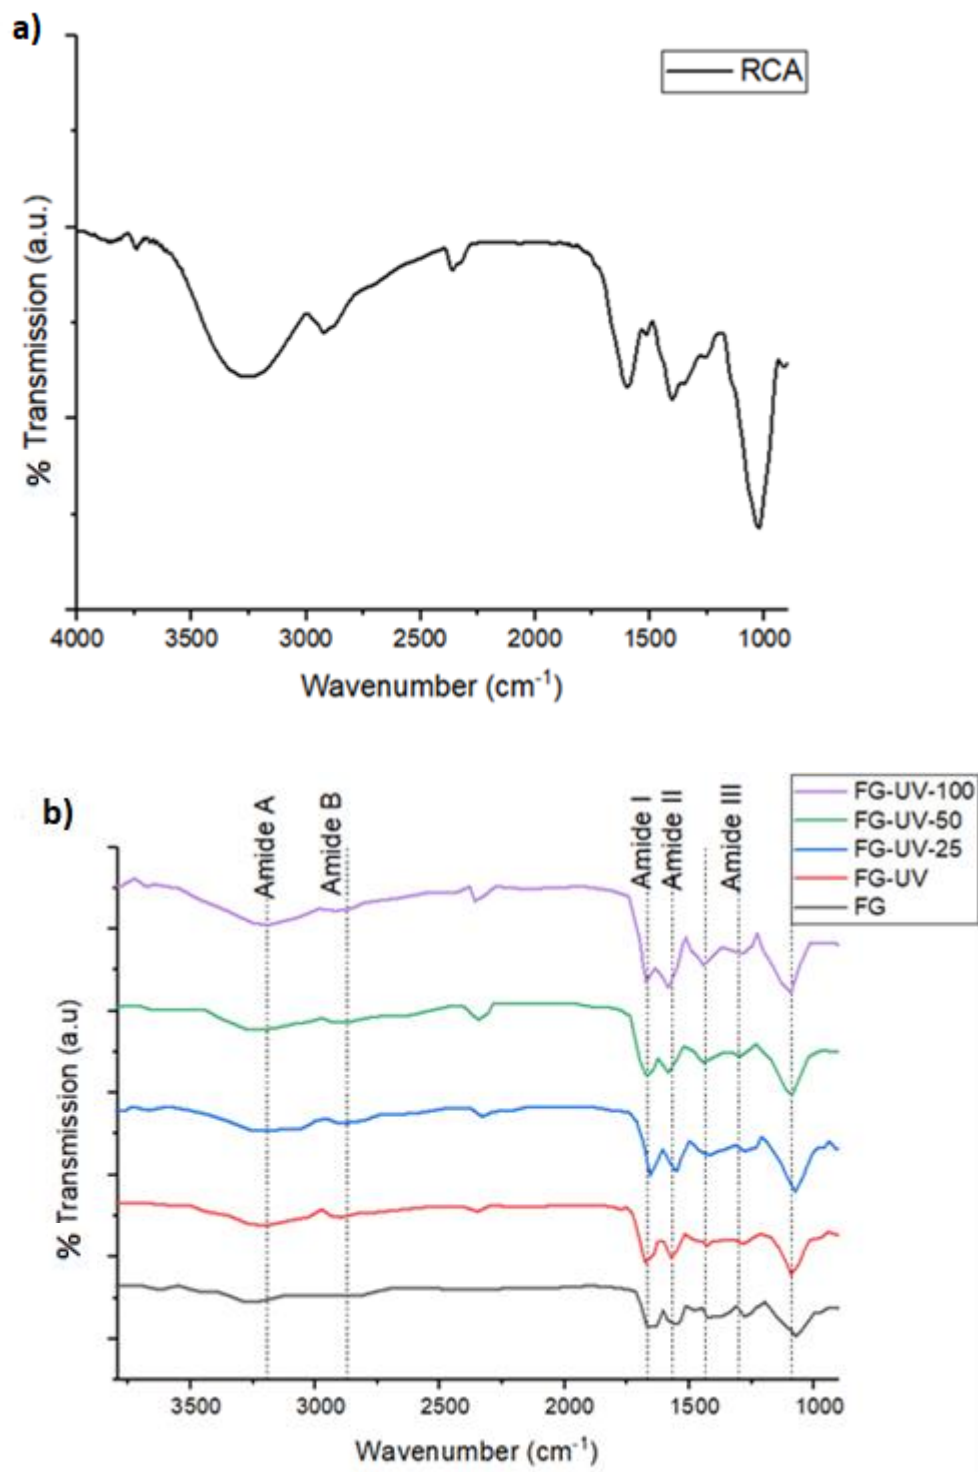 a)
RCA
% Transmission (a.u.)
4000 3500 3000 2500 2000 1500 1000
Wavenumber (cm⁻¹)
b)
Amide A
Amide B
Amide I
Amide II
Amide III
FG-UV-100
FG-UV-50
FG-UV-25
FG-UV
FG
% Transmission (a.u)
3500 3000 2500 2000 1500 1000
Wavenumber (cm⁻¹)